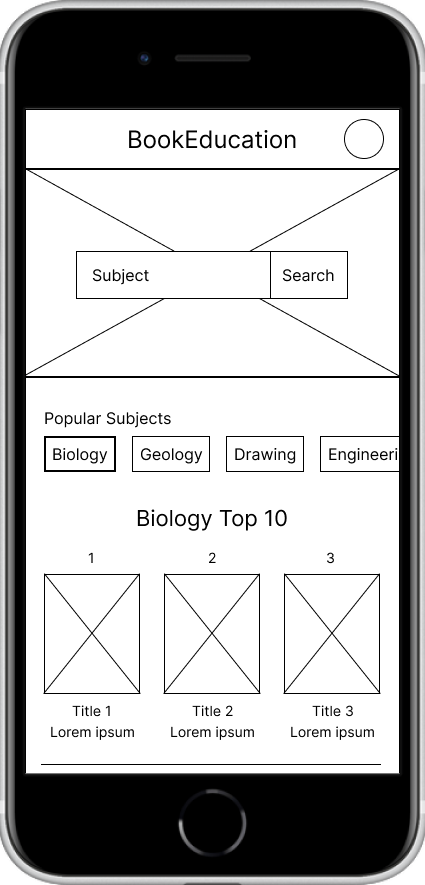 BookEducation
Subject Search
Popular Subjects
Biology Geology Drawing Engineeri
Biology Top 10
1 2 3
Title 1 Title 2 Title 3
Lorem ipsum Lorem ipsum Lorem ipsum